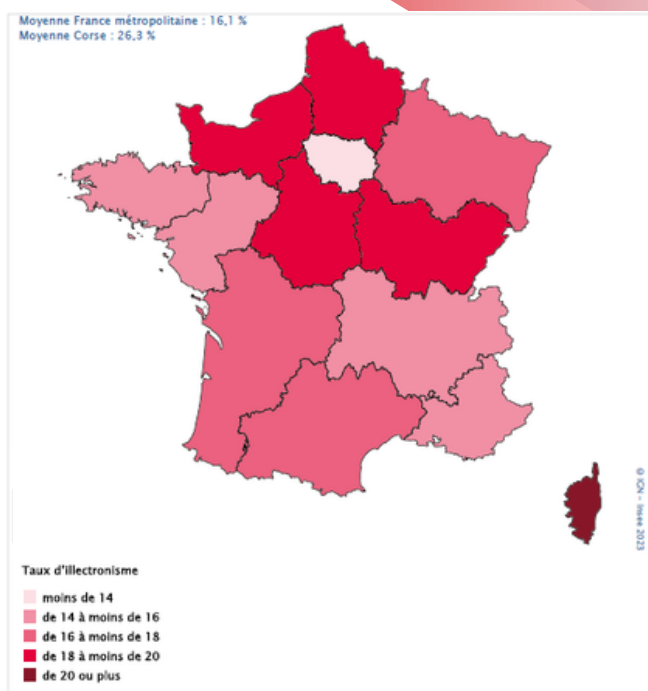 Moyenne France métropolitaine : 16,1 %
Moyenne Corse : 26,3 %
© IGN - Insee 2023
Taux d'illectronisme
moins de 14
de 14 à moins de 16
de 16 à moins de 18
de 18 à moins de 20
de 20 ou plus